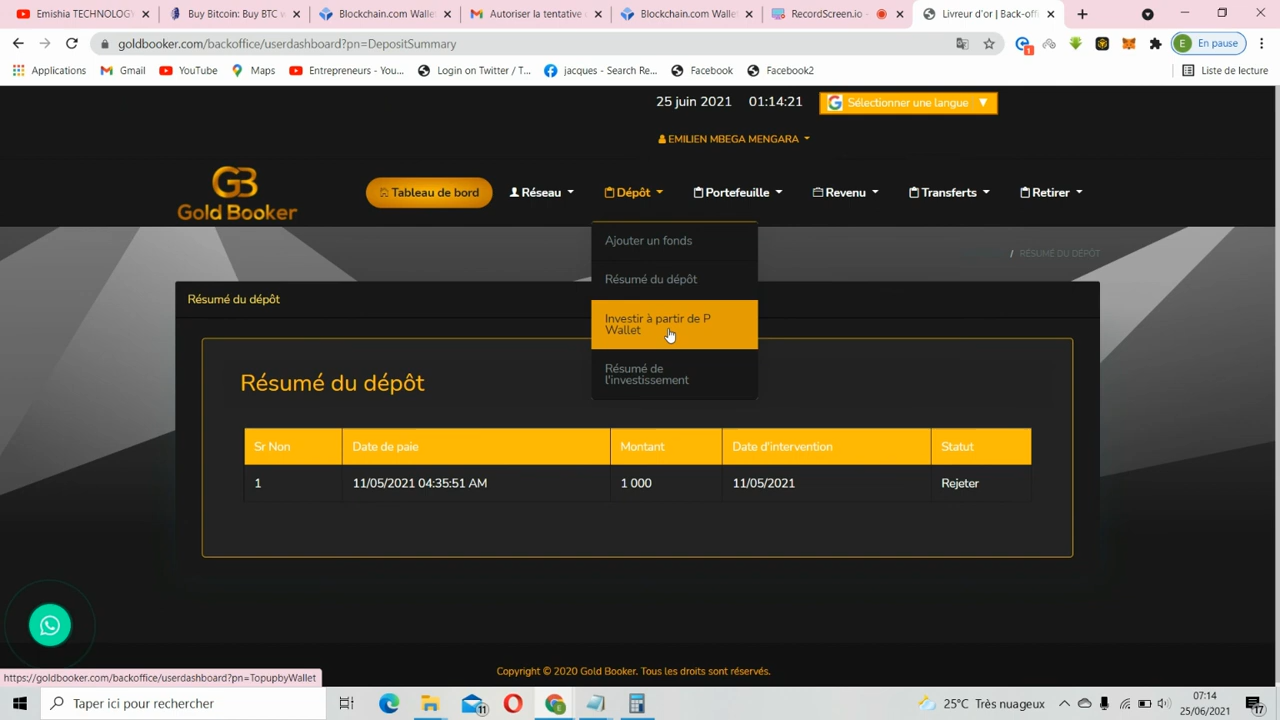 Emishia TECHNOLOGY
Buy Bitcoin: Buy BTC w
Blockchain.com Walle
Autoriser la tentative d
Blockchain.com Walle
RecordScreen.io -
Livreur d'or | Back-offi
goldbooker.com/backoffice/userdashboard?pn=DepositSummary
1
E En pause
Applications
Gmail
YouTube
Maps
Entrepreneurs - You...
Login on Twitter / T...
jacques - Search Re...
Facebook
Facebook2
Liste de lecture
25 juin 2021 01:14:21
G Sélectionner une langue ▼
EMILIEN MBEGA MENGARA
GB
Gold Booker
Tableau de bord
Réseau
Dépôt
Portefeuille
Revenu
Transferts
Retirer
Ajouter un fonds
Résumé du dépôt
Investir à partir de P
Wallet
Résumé de
l'investissement
/ RÉSUMÉ DU DÉPÔT
Résumé du dépôt
Résumé du dépôt
Sr Non Date de paie Montant Date d'intervention Statut
1 11/05/2021 04:35:51 AM 1 000 11/05/2021 Rejeter
Copyright © 2020 Gold Booker. Tous les droits sont réservés.
https://goldbooker.com/backoffice/userdashboard?pn=TopupbyWallet
Taper ici pour rechercher
11
25°C Très nuageux
07:14
25/06/2021
17